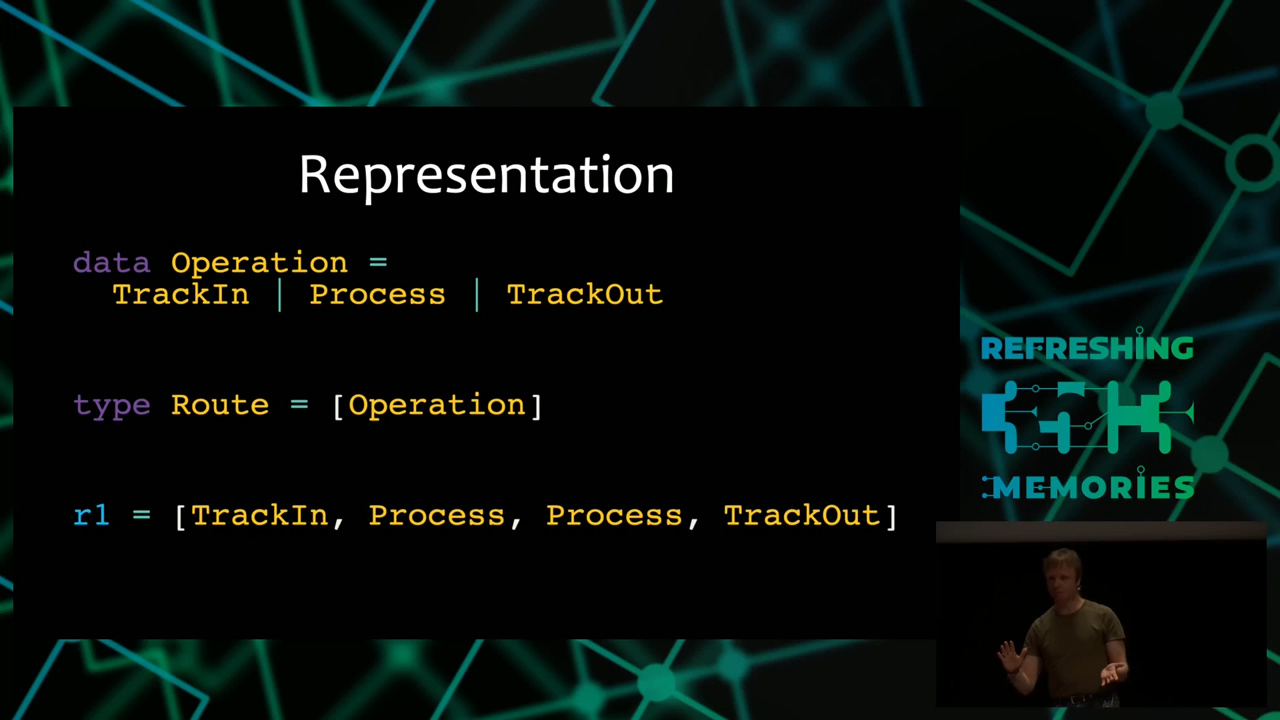 Representation
data Operation =
TrackIn | Process | TrackOut
type Route = [Operation]
r1 = [TrackIn, Process, Process, TrackOut]
REFRESHING
MEMORIES